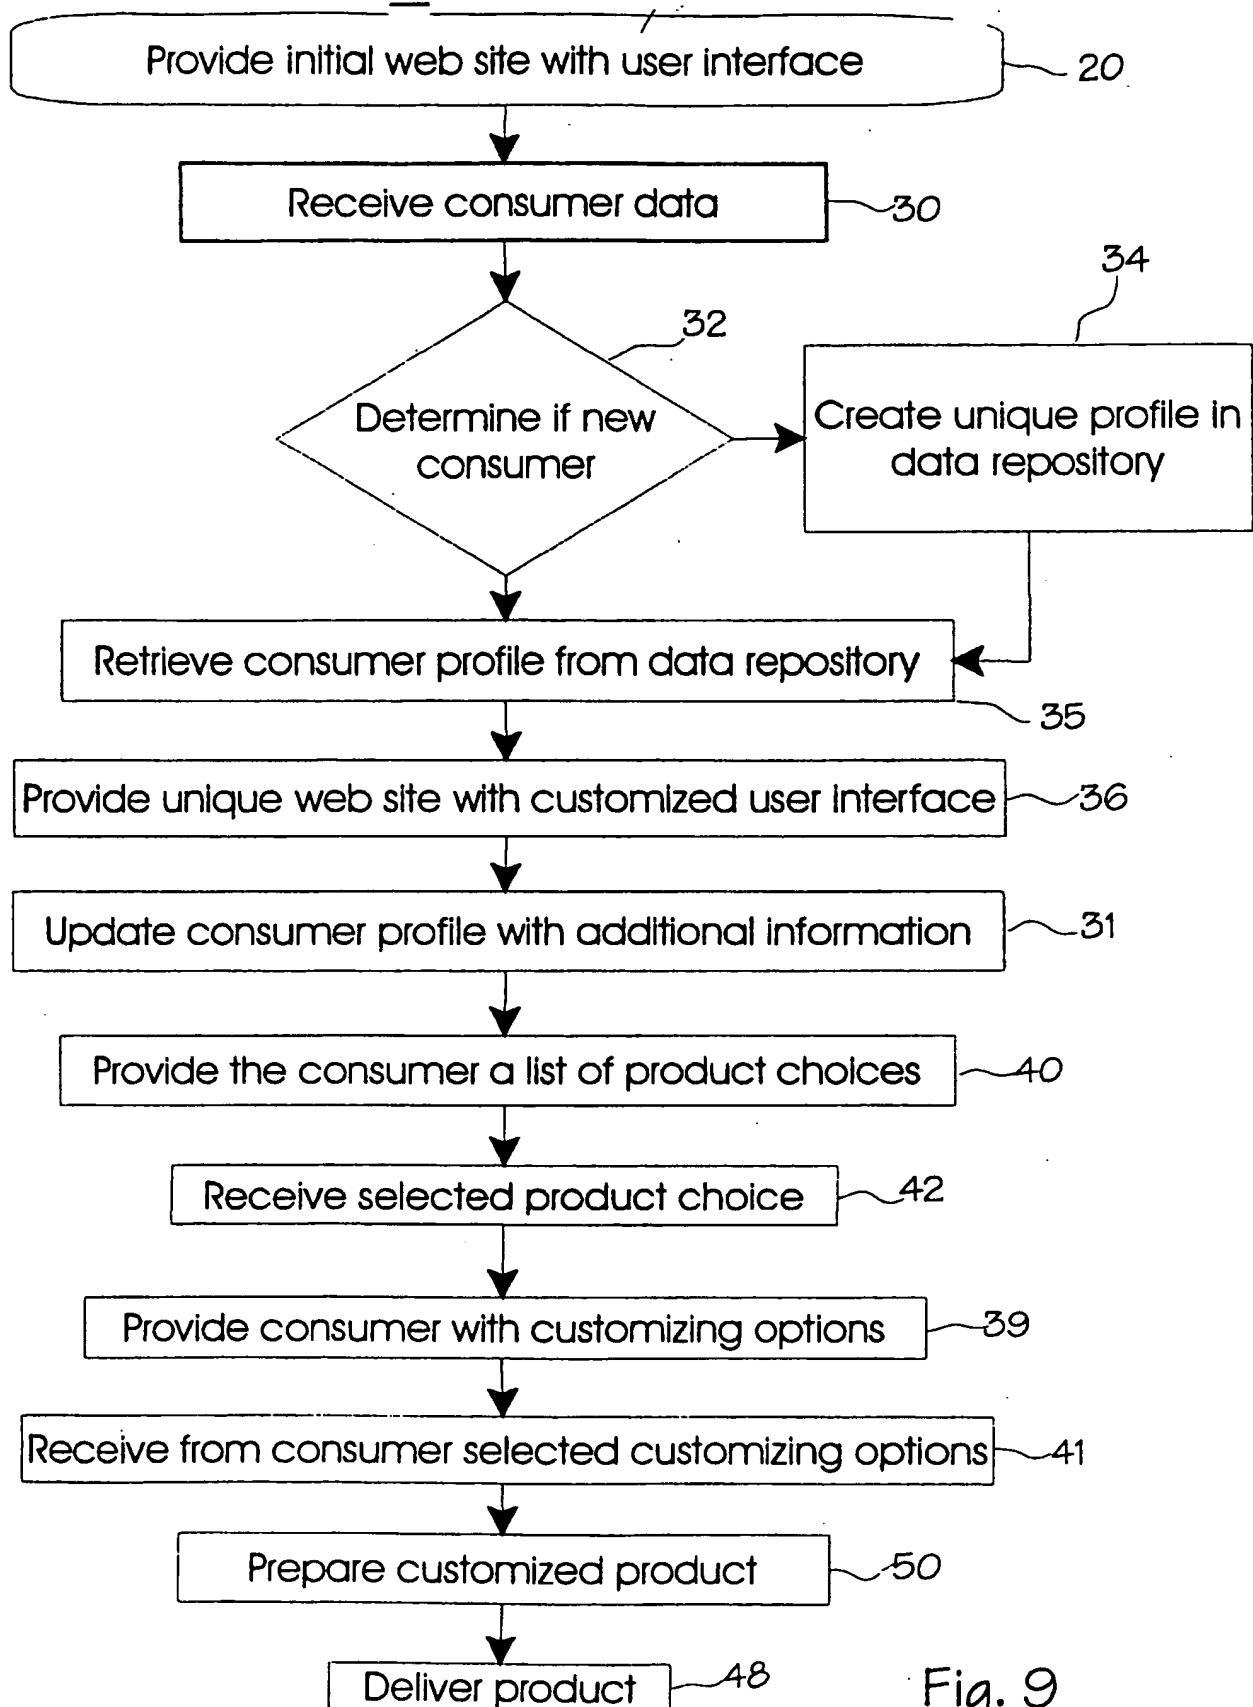 Provide initial web site with user interface
20
Receive consumer data
30
34
32
Determine if new
consumer
Create unique profile in
data repository
Retrieve consumer profile from data repository
35
Provide unique web site with customized user interface
36
Update consumer profile with additional information
31
Provide the consumer a list of product choices
40
Receive selected product choice
42
Provide consumer with customizing options
39
Receive from consumer selected customizing options
41
Prepare customized product
50
Deliver product
48
Fig. 9